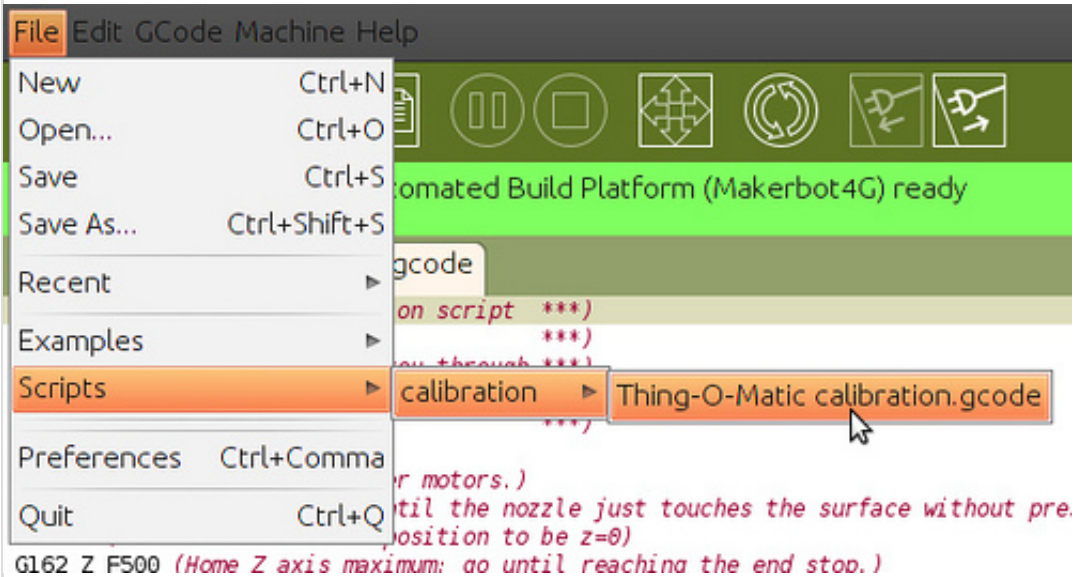 File Edit GCode Machine Help
New Ctrl+N
Open... Ctrl+O
Save Ctrl+S
Save As... Ctrl+Shift+S
Recent
Examples
Scripts
Preferences Ctrl+Comma
Quit Ctrl+Q
calibration
Thing-O-Matic calibration.gcode
tomated Build Platform (Makerbot4G) ready
gcode
on script ***)
***)
you through ***)
***)
r motors.)
til the nozzle just touches the surface without pre
position to be z=0)
G162 Z F500 (Home Z axis maximum; go until reaching the end stop.)